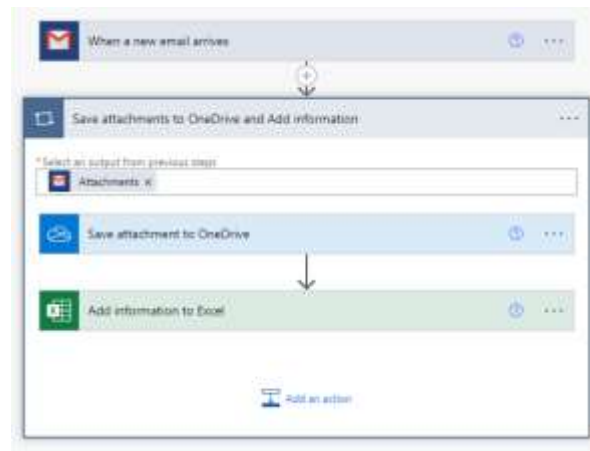 When a new email arrives
Save attachments to OneDrive and Add information
*Select an output from previous steps
Attachments x
Save attachment to OneDrive
Add information to Excel
Add an action